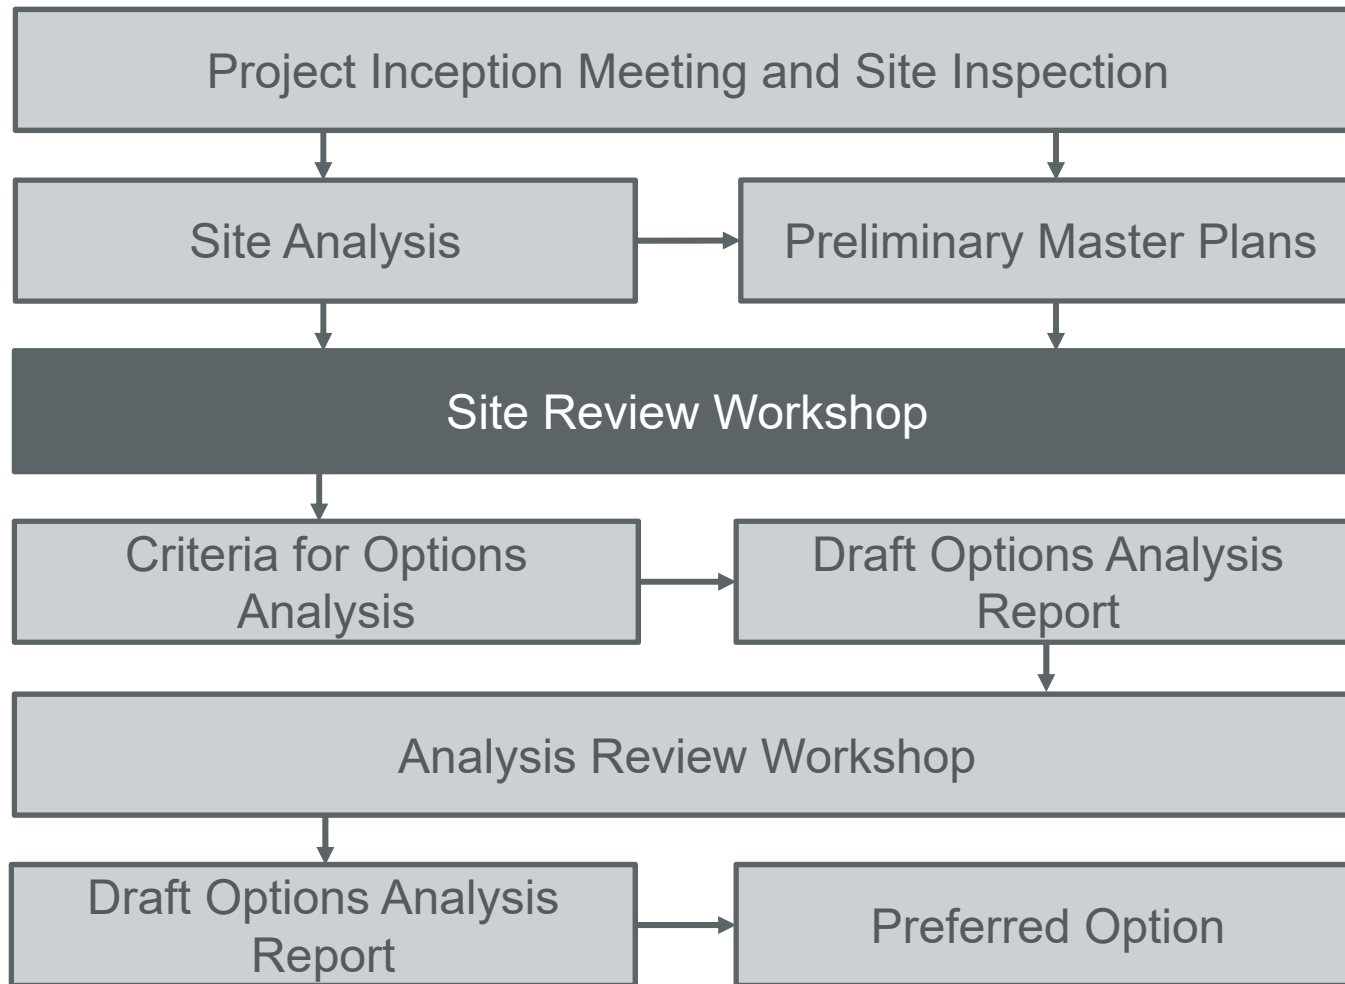 Project Inception Meeting and Site Inspection
Site Analysis
Preliminary Master Plans
Site Review Workshop
Criteria for Options
Analysis
Draft Options Analysis
Report
Analysis Review Workshop
Draft Options Analysis
Report
Preferred Option